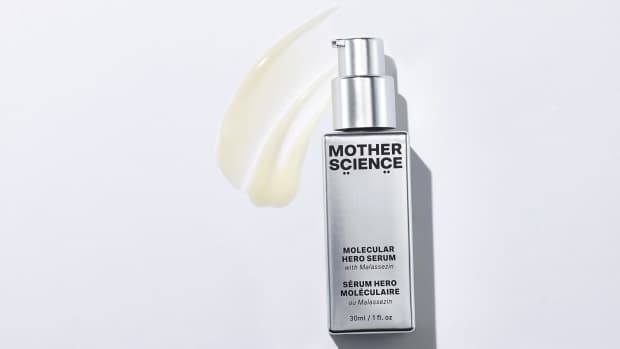 MOTHER
SCIENCE
MOLECULAR
HERO SERUM
with Malassezin
SÉRUM HERO
MOLÉCULAIRE
au Malassezin
30ml / 1 fl. oz